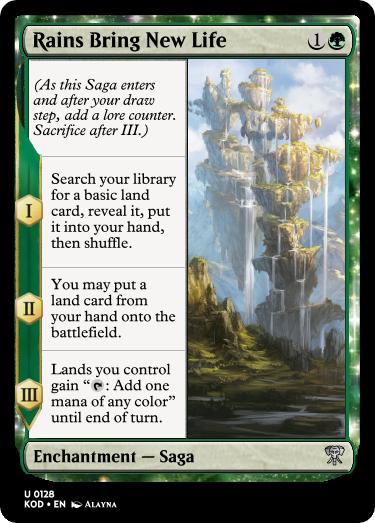 Rains Bring New Life 1
(As this Saga enters
and after your draw
step, add a lore counter.
Sacrifice after III.)
I
Search your library
for a basic land
card, reveal it, put
it into your hand,
then shuffle.
II
You may put a
land card from
your hand onto the
battlefield.
III
Lands you control
gain “: Add one
mana of any color”
until end of turn.
Enchantment — Saga
U 0128
KOD • EN Alayna